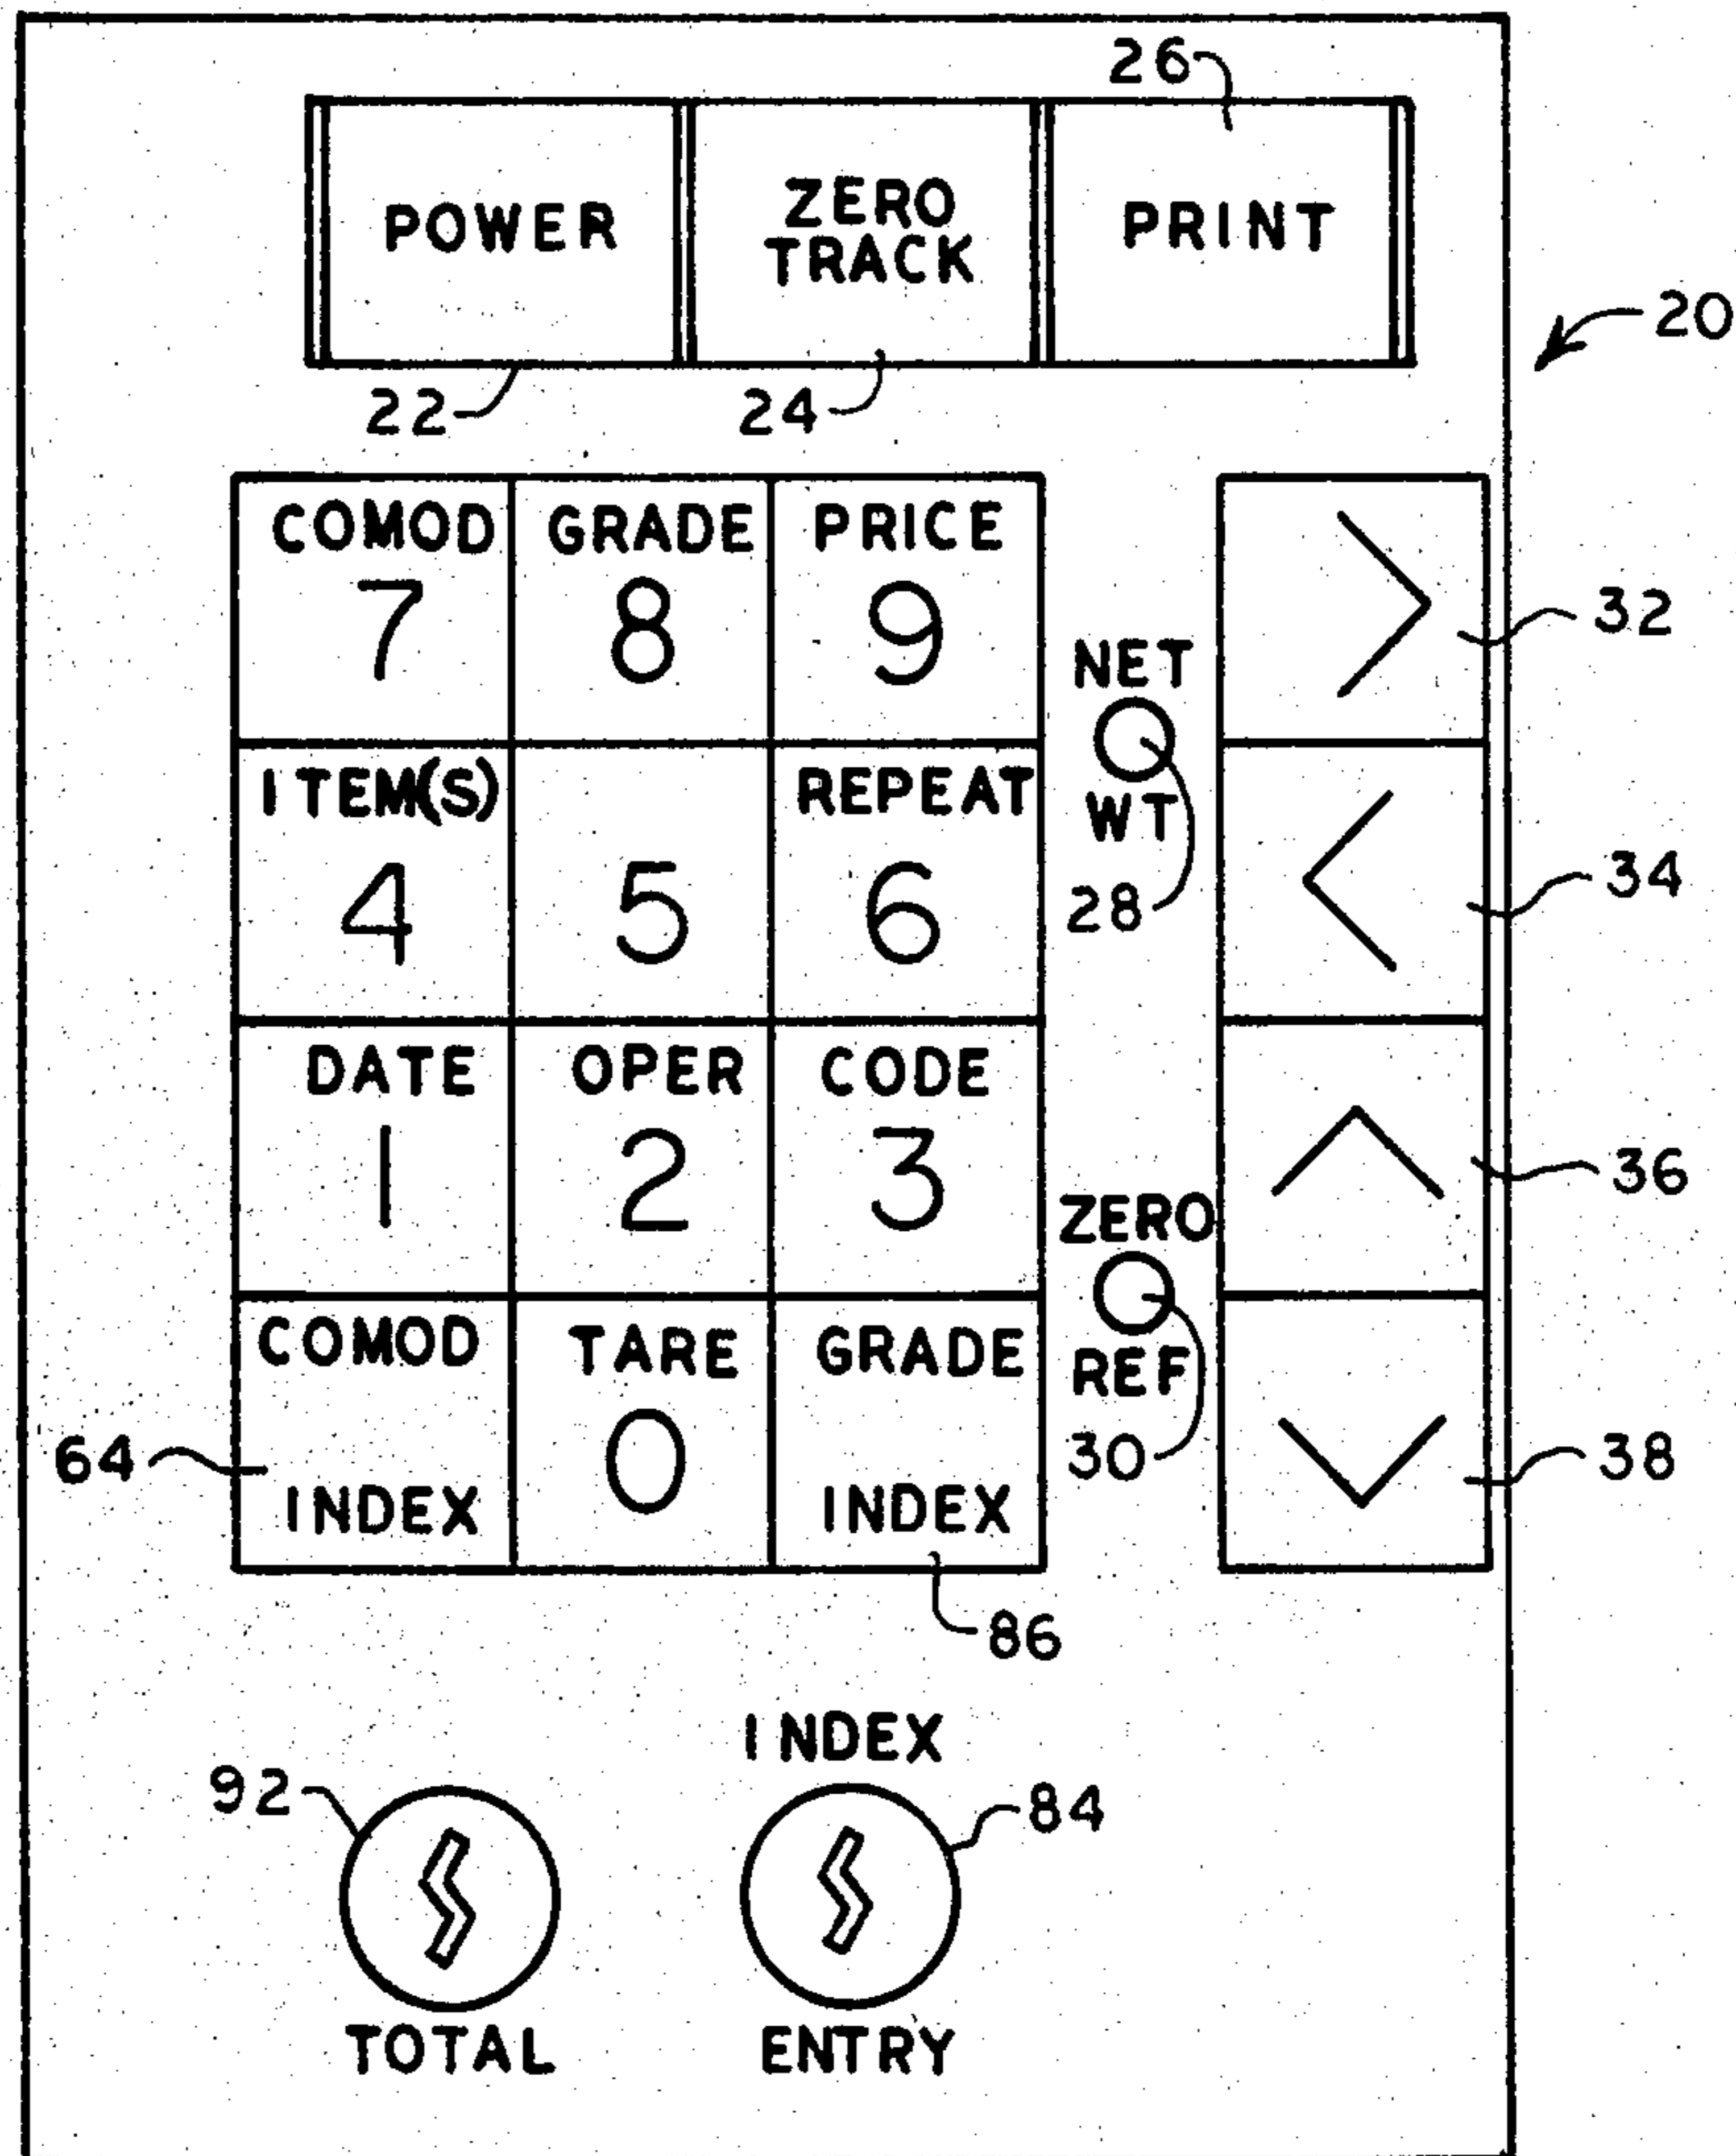 26
POWER
ZERO
TRACK
PRINT
20
22
24
COMOD
GRADE
PRICE
7
8
9
32
NET
WT
28
ITEM(S)
REPEAT
4
5
6
34
DATE
OPER
CODE
1
2
3
36
ZERO
REF
30
COMOD
INDEX
TARE
0
GRADE
INDEX
64
38
86
INDEX
92
84
TOTAL
ENTRY